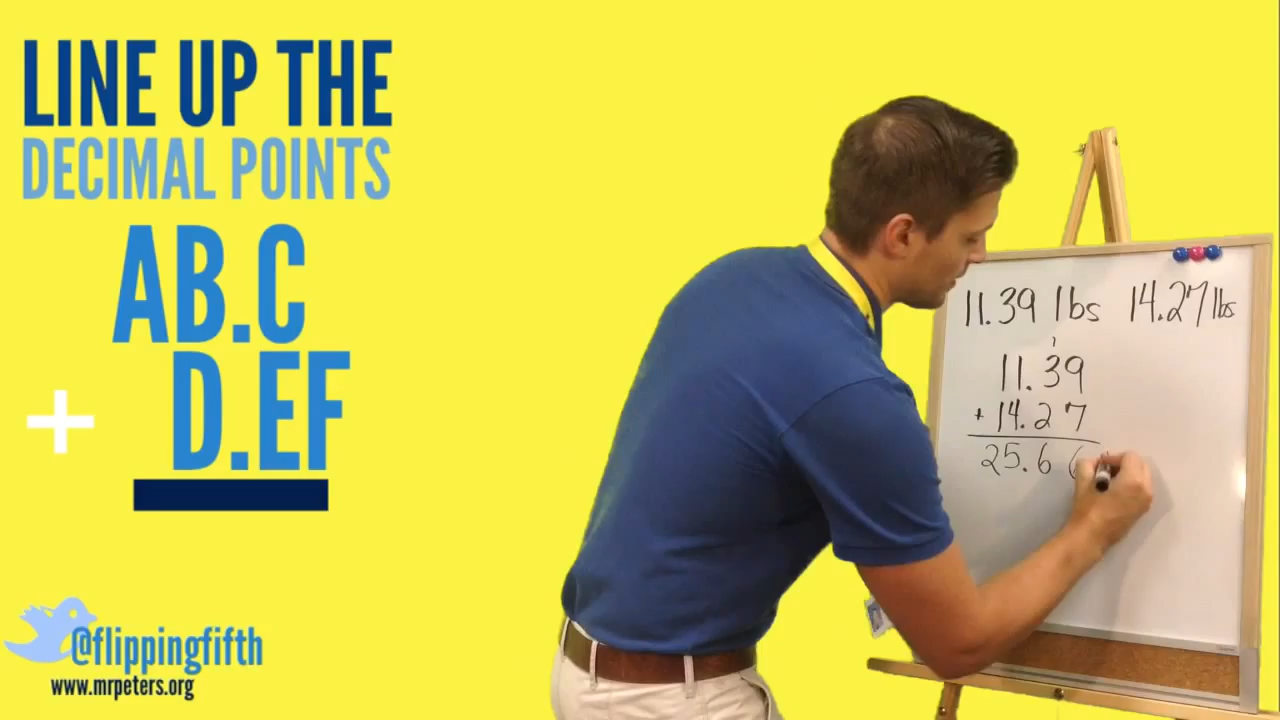 LINE UP THE
DECIMAL POINTS
AB.C
+ D.EF
@flippingfifth
www.mrpeters.org
11.39 lbs 14.27 lbs
1
11.39
+ 14.27
25.6